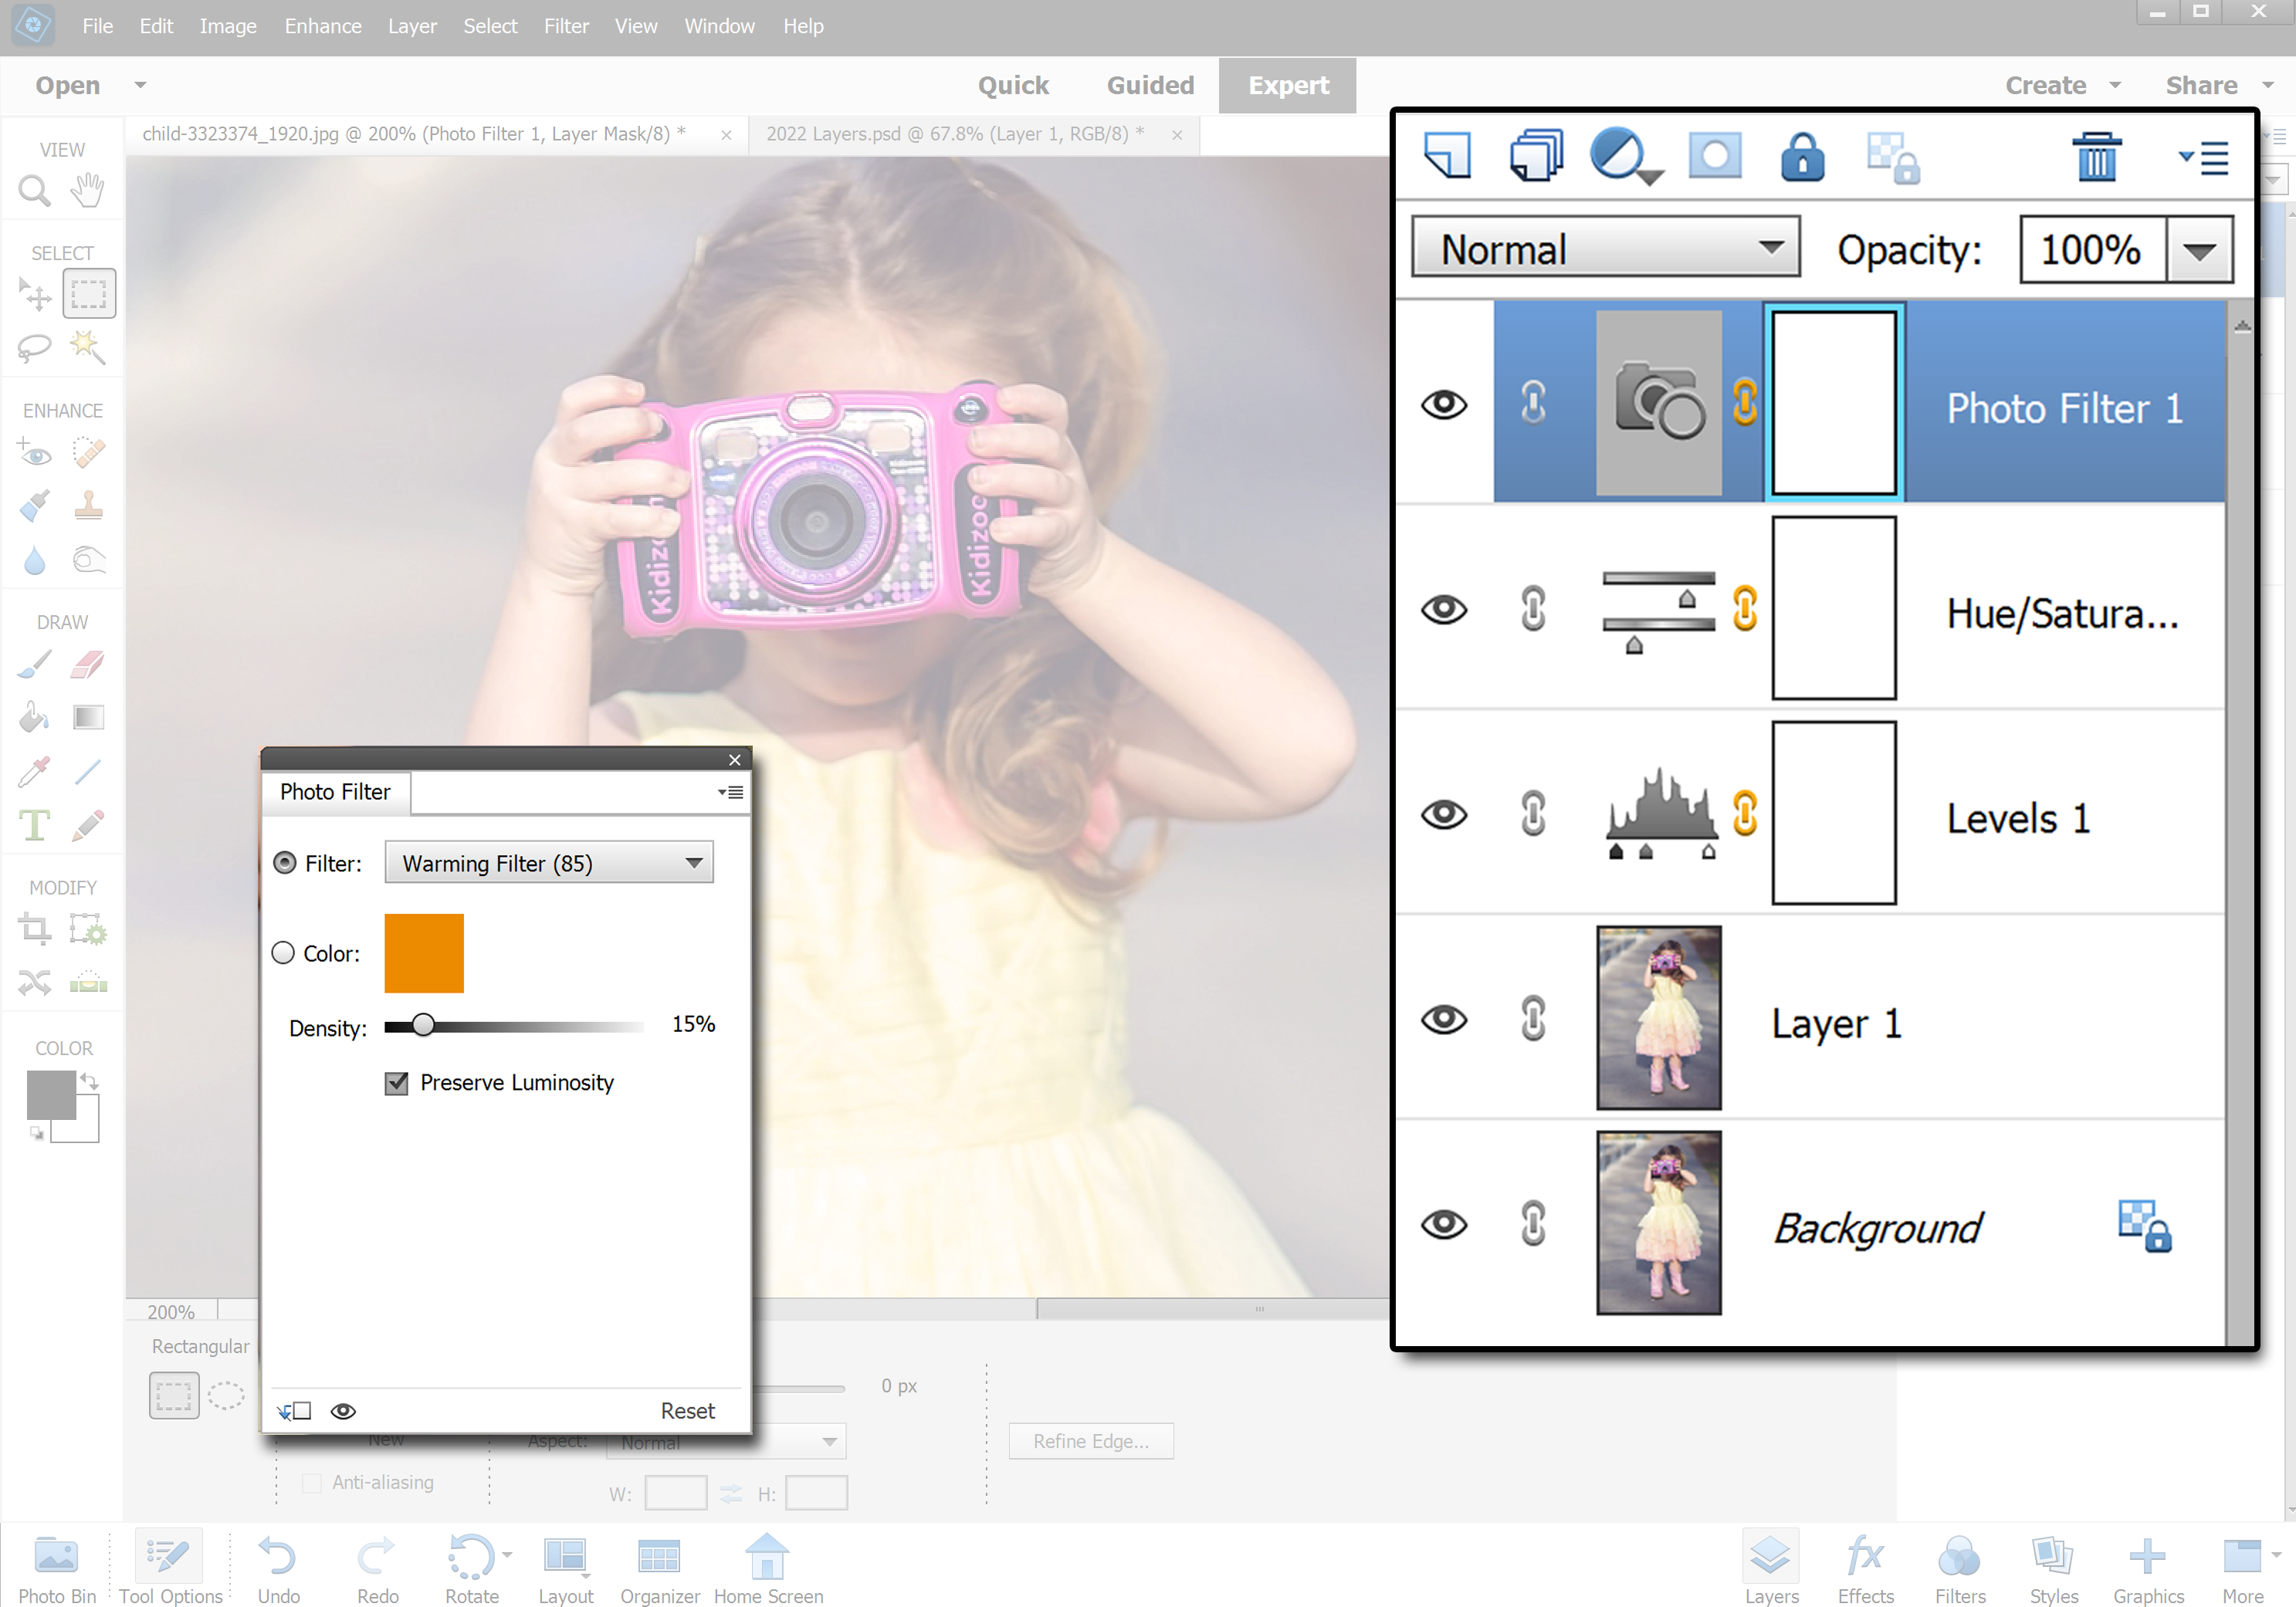 File Edit Image Enhance Layer Select Filter View Window Help
Open Quick Guided Expert Create Share
child-3323374_1920.jpg @ 200% (Photo Filter 1, Layer Mask/8) * × 2022 Layers.psd @ 67.8% (Layer 1, RGB/8) * ×
VIEW
SELECT
ENHANCE
DRAW
T
MODIFY
COLOR
Kidizoom
Kidizoo
Photo Filter
Filter: Warming Filter (85)
Color:
Density: 15%
Preserve Luminosity
Reset
Normal Opacity: 100%
Photo Filter 1
Hue/Satura...
Levels 1
Layer 1
Background
200%
Rectangular
0 px
New Aspect: Normal Refine Edge...
Anti-aliasing
W: H:
Photo Bin Tool Options Undo Redo Rotate Layout Organizer Home Screen fx Layers Effects Filters Styles Graphics More